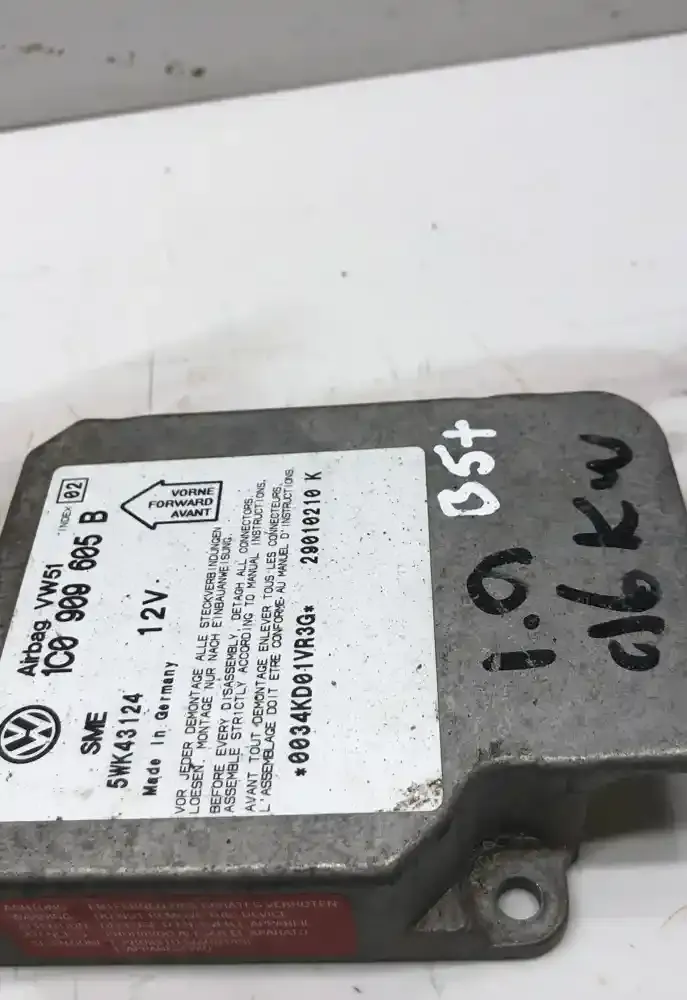 Airbag VW51
INDEX 02
1C0 909 605 B
VORNE
FORWARD
AVANT
SME
5WK43124
12V.
Made in Germany
VOR JEDER DEMONTAGE ALLE STECKVERBINDUNGEN
LOESEN, MONTAGE NUR NACH EINBAUANWEISUNG.
BEFORE EVERY DISASSEMBLY, DETAGH ALL CONNECTORS.
ASSEMBLE STRICTLY ACCORDING TO MANUAL INSTRUCTIONS.
AVANT TOUT DEMONTAGE ENLEVER TOUS LES CONNECTEURS,
L'ASSEMBLAGE DOIT ETRE CONFORME AU MANUEL D'INSTRUCTIONS.
*0034KD01VR3G* 29010210 K
B5+
1.9
96 Kw
ACHTUNG